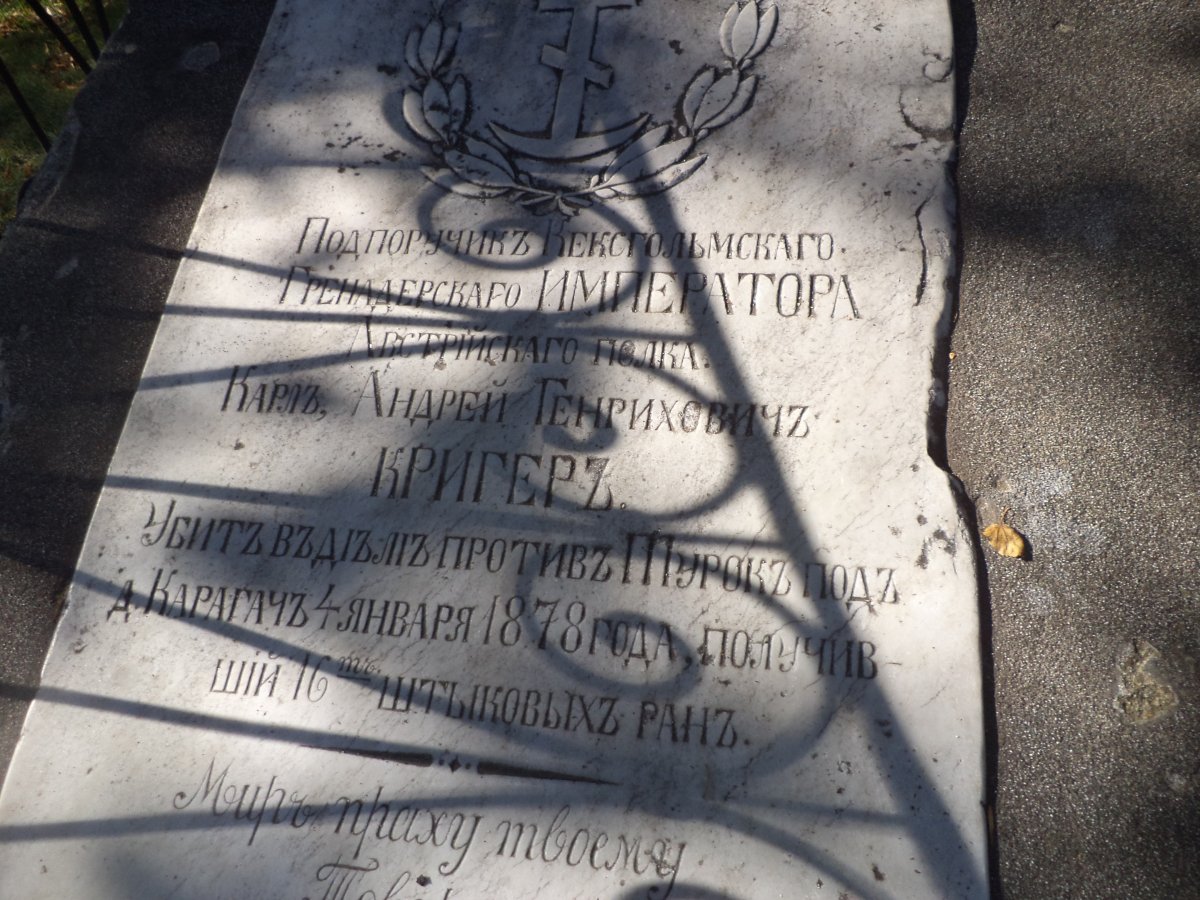 Подпоручикъ Кексгольмскаго
Гренадерскаго ИМПЕРАТОРА
Австрійскаго полка.
Карлъ, Андрей Генриховичъ
КРИГЕРЪ.
Убитъ въ дѣлѣ противъ Турокъ подъ
д. Карагачъ 4 января 1878 года, получив-
шій 16тъ штыковыхъ ранъ.
Миръ праху твоему